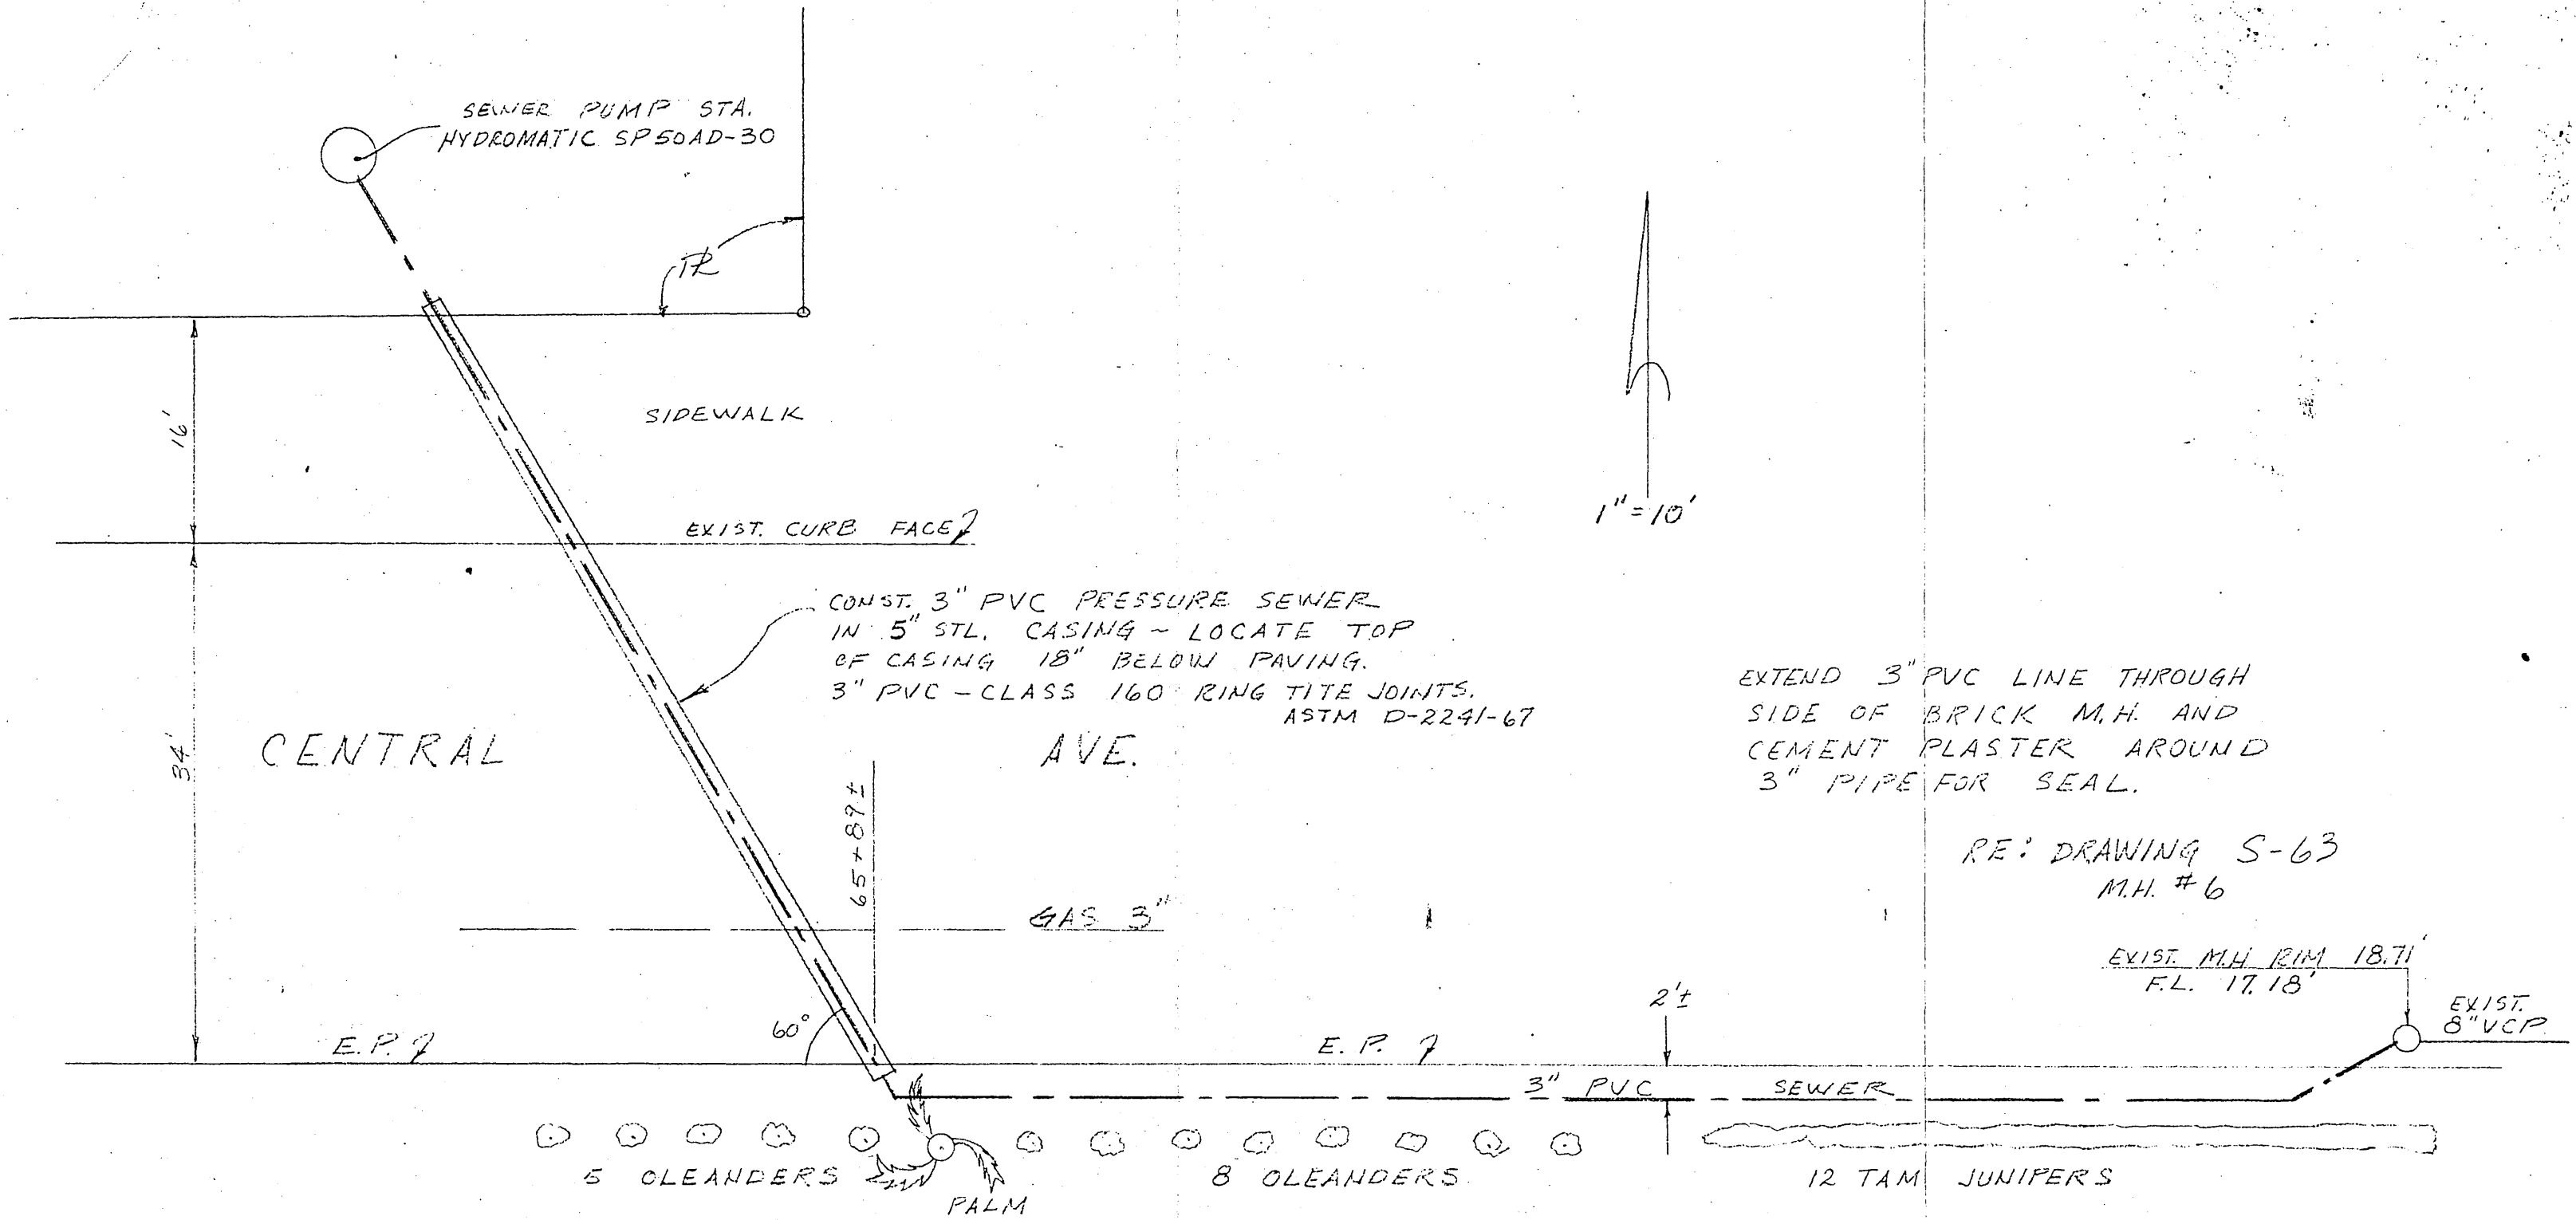 SEWER PUMP STA.
HYDROMATIC SP50AD-30
16'
SIDEWALK
EXIST. CURB FACE
1" = 10'
CONST. 3" PVC PRESSURE SEWER
IN 5" STL. CASING ~ LOCATE TOP
OF CASING 18" BELOW PAVING.
3" PVC - CLASS 160 RING TITE JOINTS.
ASTM D-2241-67
EXTEND 3" PVC LINE THROUGH
SIDE OF BRICK M.H. AND
CEMENT PLASTER AROUND
3" PIPE FOR SEAL.
34'
CENTRAL AVE.
65+89±
RE: DRAWING S-63
M.H. #6
GAS 3"
EXIST. M.H. RIM 18.71'
F.L. 17.18'
EXIST.
8" VCP
2'±
60°
E.P.
E.P.
3" PVC SEWER
5 OLEANDERS
PALM
8 OLEANDERS
12 TAM JUNIPERS